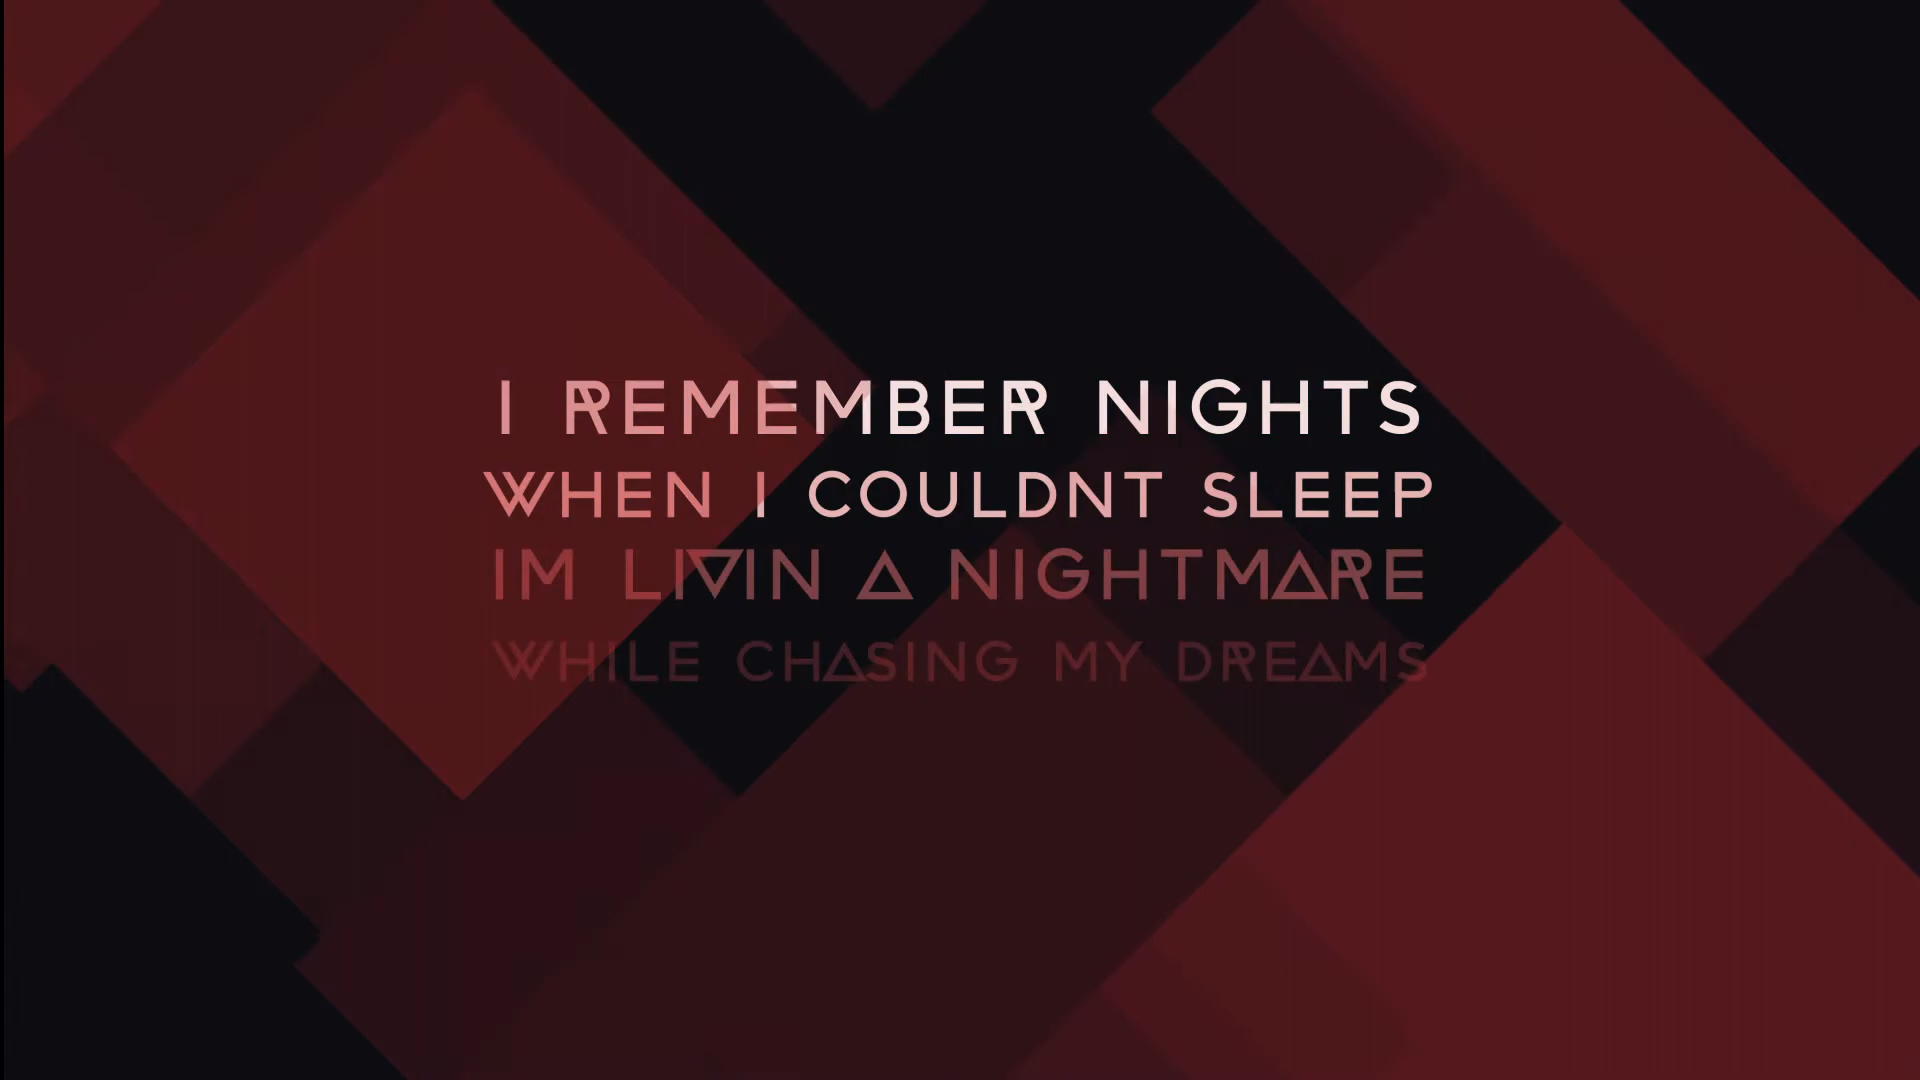 I REMEMBER NIGHTS
WHEN I COULDNT SLEEP
IM LIVIN A NIGHTMARE
WHILE CHASING MY DREAMS